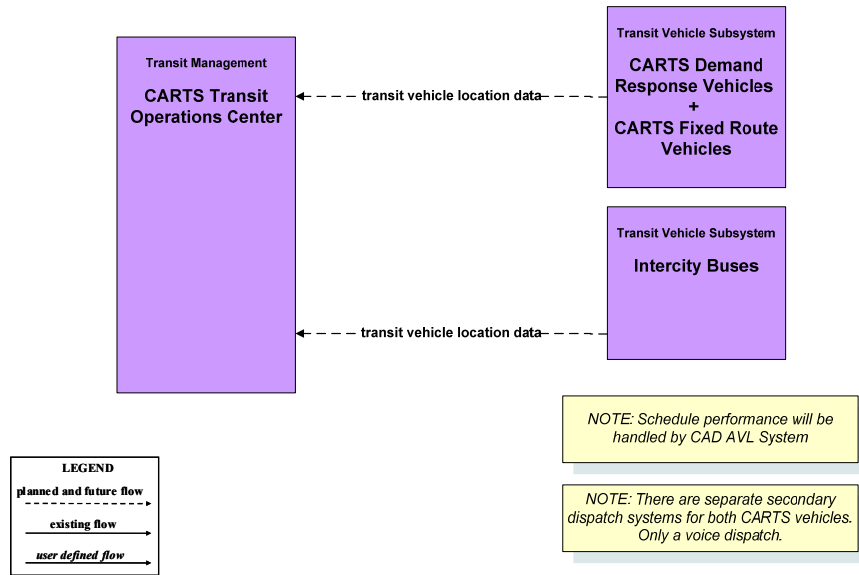 Transit Management
CARTS Transit
Operations Center
transit vehicle location data
Transit Vehicle Subsystem
CARTS Demand
Response Vehicles
+
CARTS Fixed Route
Vehicles
transit vehicle location data
Transit Vehicle Subsystem
Intercity Buses
NOTE: Schedule performance will be
handled by CAD AVL System
NOTE: There are separate secondary
dispatch systems for both CARTS vehicles.
Only a voice dispatch.
LEGEND
planned and future flow
existing flow
user defined flow